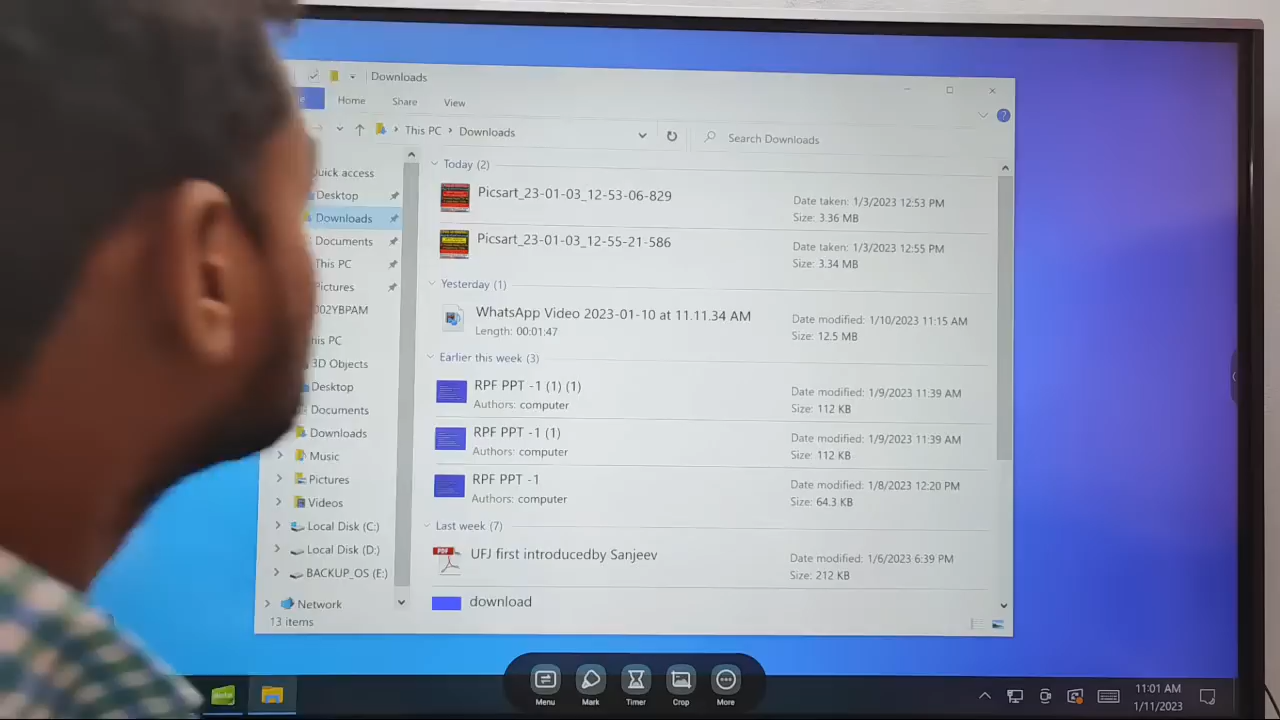 Downloads
Home Share View
This PC > Downloads
Search Downloads
Today (2)
Picsart_23-01-03_12-53-06-829
Date taken: 1/3/2023 12:53 PM
Size: 3.36 MB
Picsart_23-01-03_12-55-21-586
Date taken: 1/3/2023 12:55 PM
Size: 3.34 MB
Yesterday (1)
WhatsApp Video 2023-01-10 at 11.11.34 AM
Length: 00:01:47
Date modified: 1/10/2023 11:15 AM
Size: 12.5 MB
Earlier this week (3)
RPF PPT -1 (1) (1)
Authors: computer
Date modified: 1/9/2023 11:39 AM
Size: 112 KB
RPF PPT -1 (1)
Authors: computer
Date modified: 1/9/2023 11:39 AM
Size: 112 KB
RPF PPT -1
Authors: computer
Date modified: 1/8/2023 12:20 PM
Size: 64.3 KB
Last week (7)
UFJ first introducedby Sanjeev
Date modified: 1/6/2023 6:39 PM
Size: 212 KB
download
uick access
Desktop
Downloads
Documents
This PC
Pictures
002YBPAM
his PC
3D Objects
Desktop
Documents
Downloads
Music
Pictures
Videos
Local Disk (C:)
Local Disk (D:)
BACKUP_OS (E:)
Network
13 items
Menu Mark Timer Crop More
11:01 AM
1/11/2023